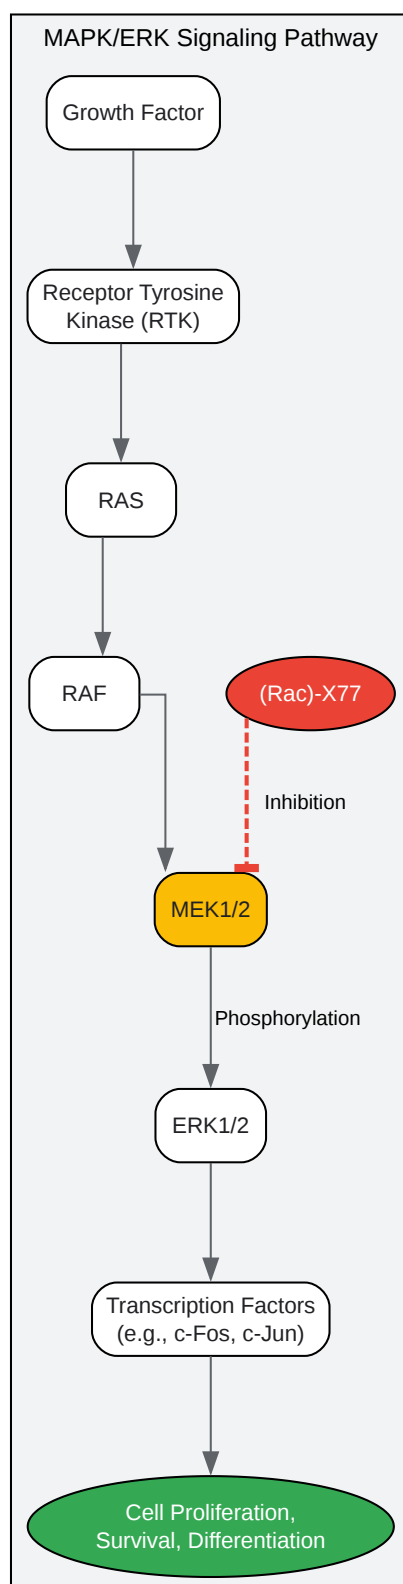 MAPK/ERK Signaling Pathway
Growth Factor
Receptor Tyrosine
Kinase (RTK)
RAS
RAF
(Rac)-X77
Inhibition
MEK1/2
Phosphorylation
ERK1/2
Transcription Factors
(e.g., c-Fos, c-Jun)
Cell Proliferation,
Survival, Differentiation